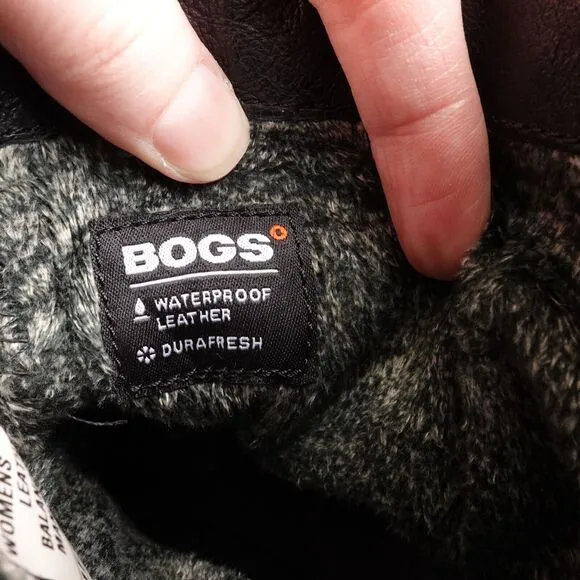 BOGS
WATERPROOF
LEATHER
DURAFRESH
WOMENS